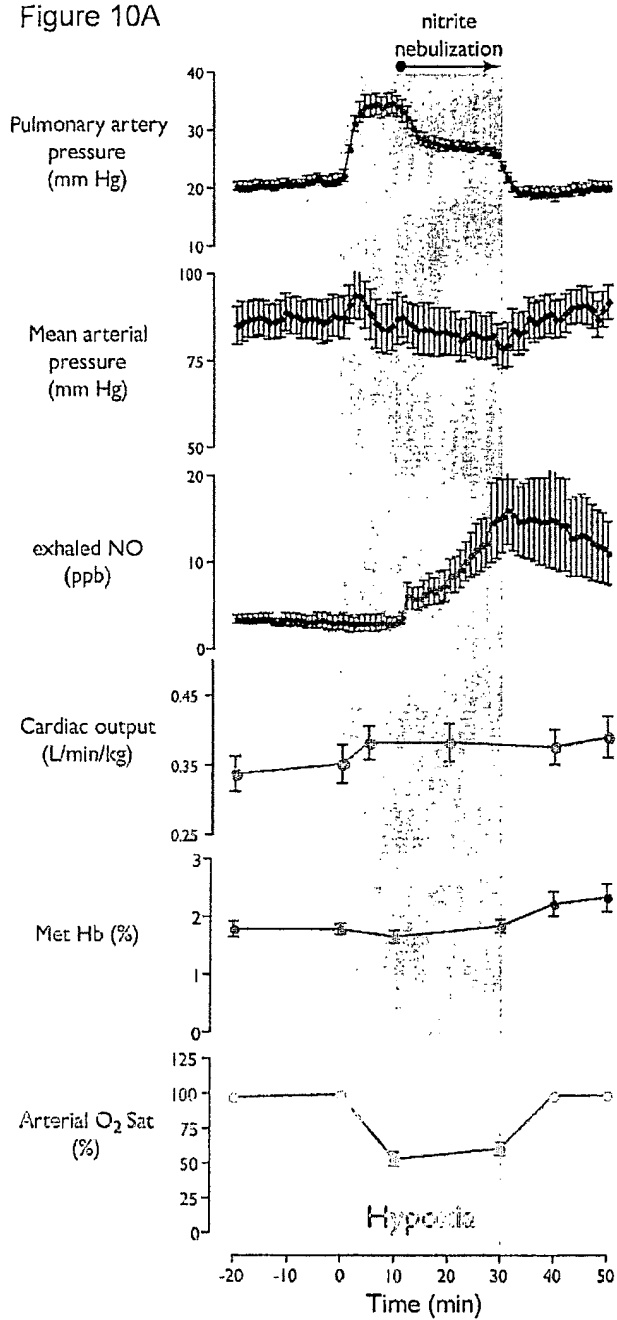 Figure 10A
nitrite
nebulization
Pulmonary artery
pressure
(mm Hg)
40
30
20
10
Mean arterial
pressure
(mm Hg)
100
75
50
exhaled NO
(ppb)
20
10
0
Cardiac output
(L/min/kg)
0.45
0.35
0.25
Met Hb (%)
3
2
1
0
Arterial O2 Sat
(%)
125
100
75
50
25
0
Hypoxia
-20 -10 0 10 20 30 40 50
Time (min)